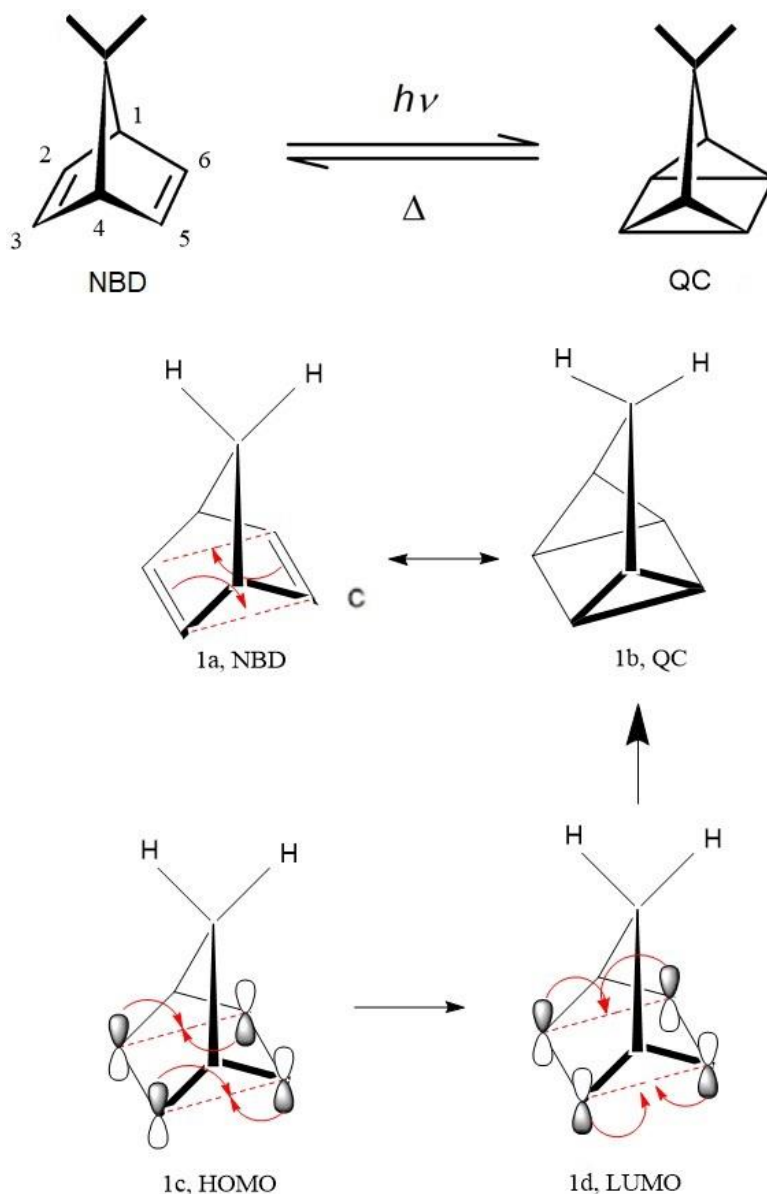 hν
Δ
1
2
3
4
5
6
NBD
QC
H H
H H
C
1a, NBD
1b, QC
H H
H H
1c, HOMO
1d, LUMO